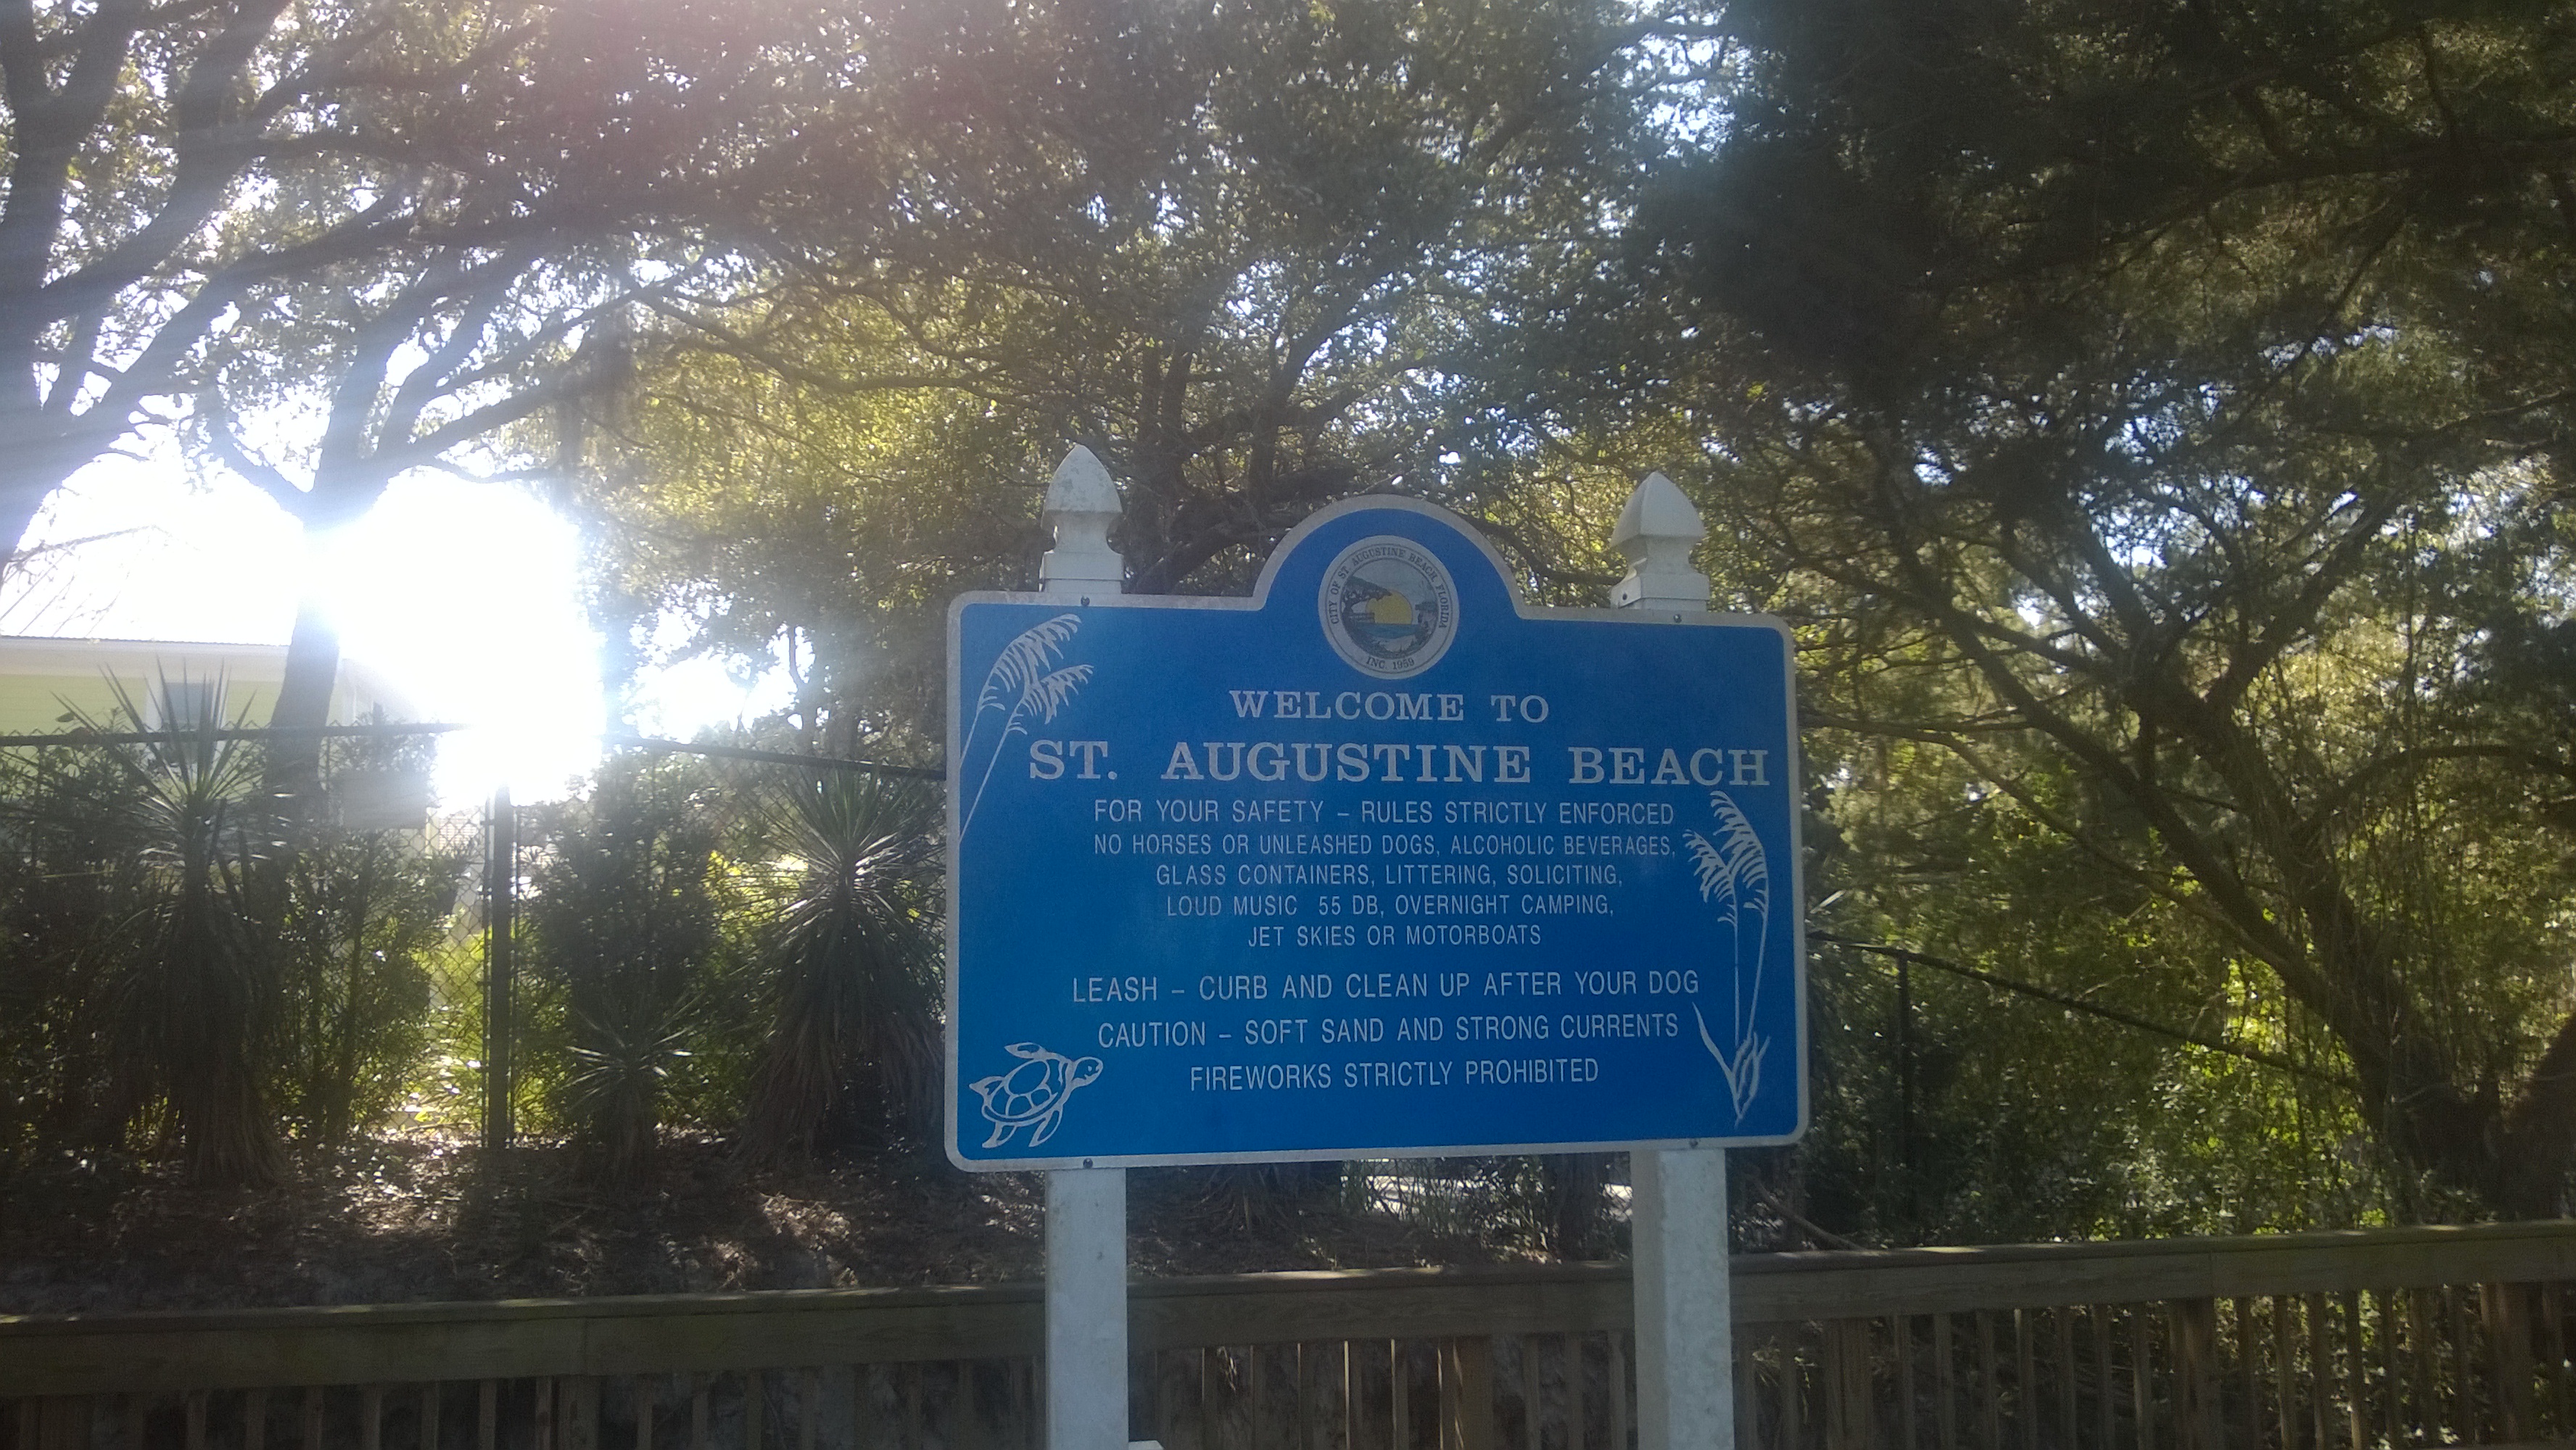 CITY OF ST AUGUSTINE BEACH, FLORIDA
INC. 1959
WELCOME TO
ST. AUGUSTINE BEACH
FOR YOUR SAFETY – RULES STRICTLY ENFORCED
NO HORSES OR UNLEASHED DOGS, ALCOHOLIC BEVERAGES,
GLASS CONTAINERS, LITTERING, SOLICITING,
LOUD MUSIC 55 DB, OVERNIGHT CAMPING,
JET SKIES OR MOTORBOATS
LEASH – CURB AND CLEAN UP AFTER YOUR DOG
CAUTION – SOFT SAND AND STRONG CURRENTS
FIREWORKS STRICTLY PROHIBITED